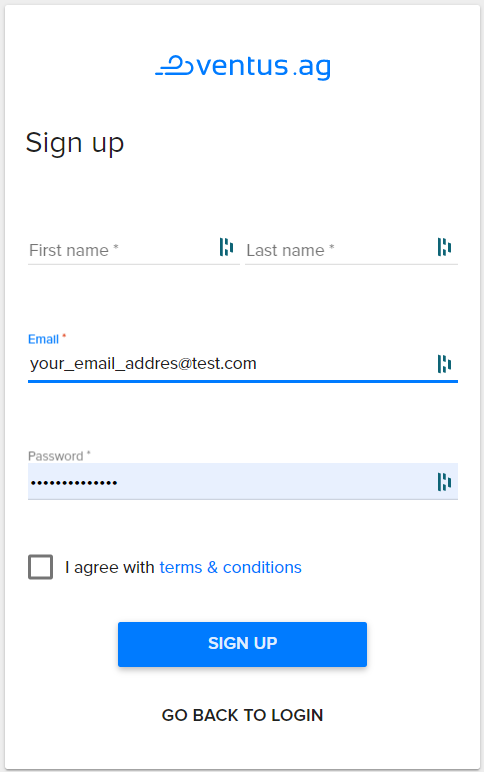 ventus.ag
Sign up
First name * Last name *
Email *
your_email_addres@test.com
Password *
••••••••••••••
I agree with terms & conditions
SIGN UP
GO BACK TO LOGIN